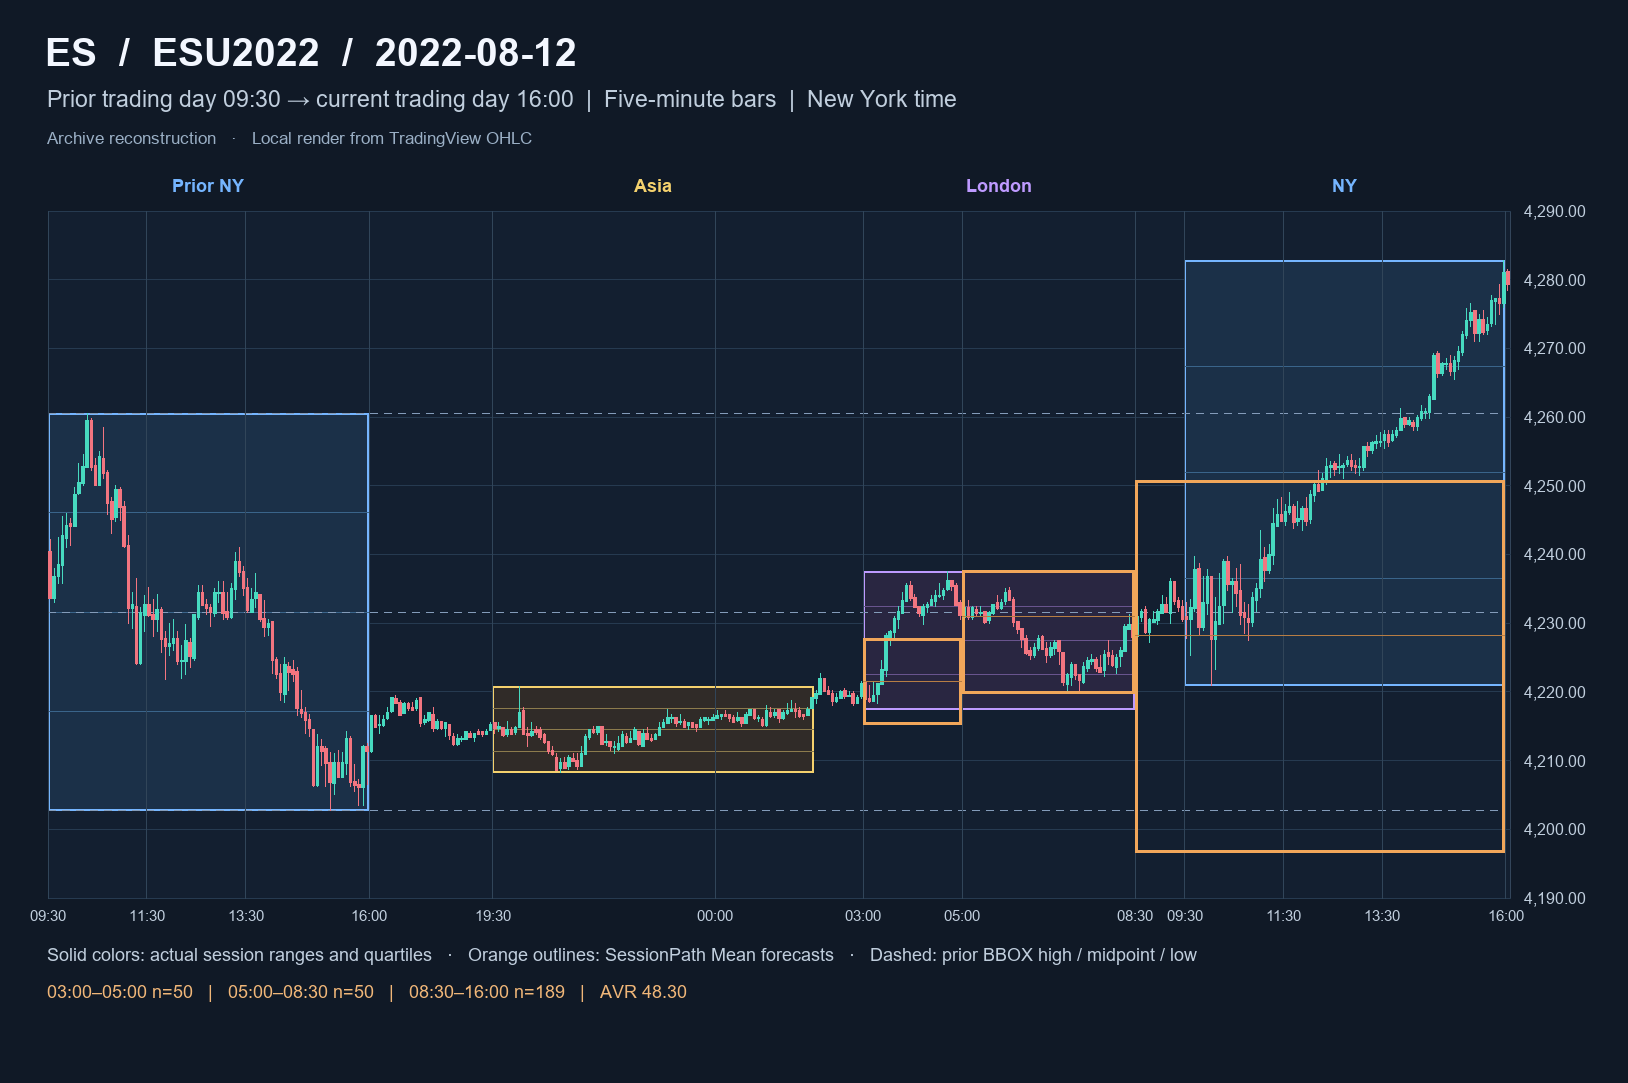 ES / ESU2022 / 2022-08-12
Prior trading day 09:30 → current trading day 16:00 | Five-minute bars | New York time
Archive reconstruction · Local render from TradingView OHLC
Prior NY Asia London NY
4,290.00
4,280.00
4,270.00
4,260.00
4,250.00
4,240.00
4,230.00
4,220.00
4,210.00
4,200.00
4,190.00
09:30 11:30 13:30 16:00 19:30 00:00 03:00 05:00 08:30 09:30 11:30 13:30 16:00
Solid colors: actual session ranges and quartiles · Orange outlines: SessionPath Mean forecasts · Dashed: prior BBOX high / midpoint / low
03:00–05:00 n=50 | 05:00–08:30 n=50 | 08:30–16:00 n=189 | AVR 48.30